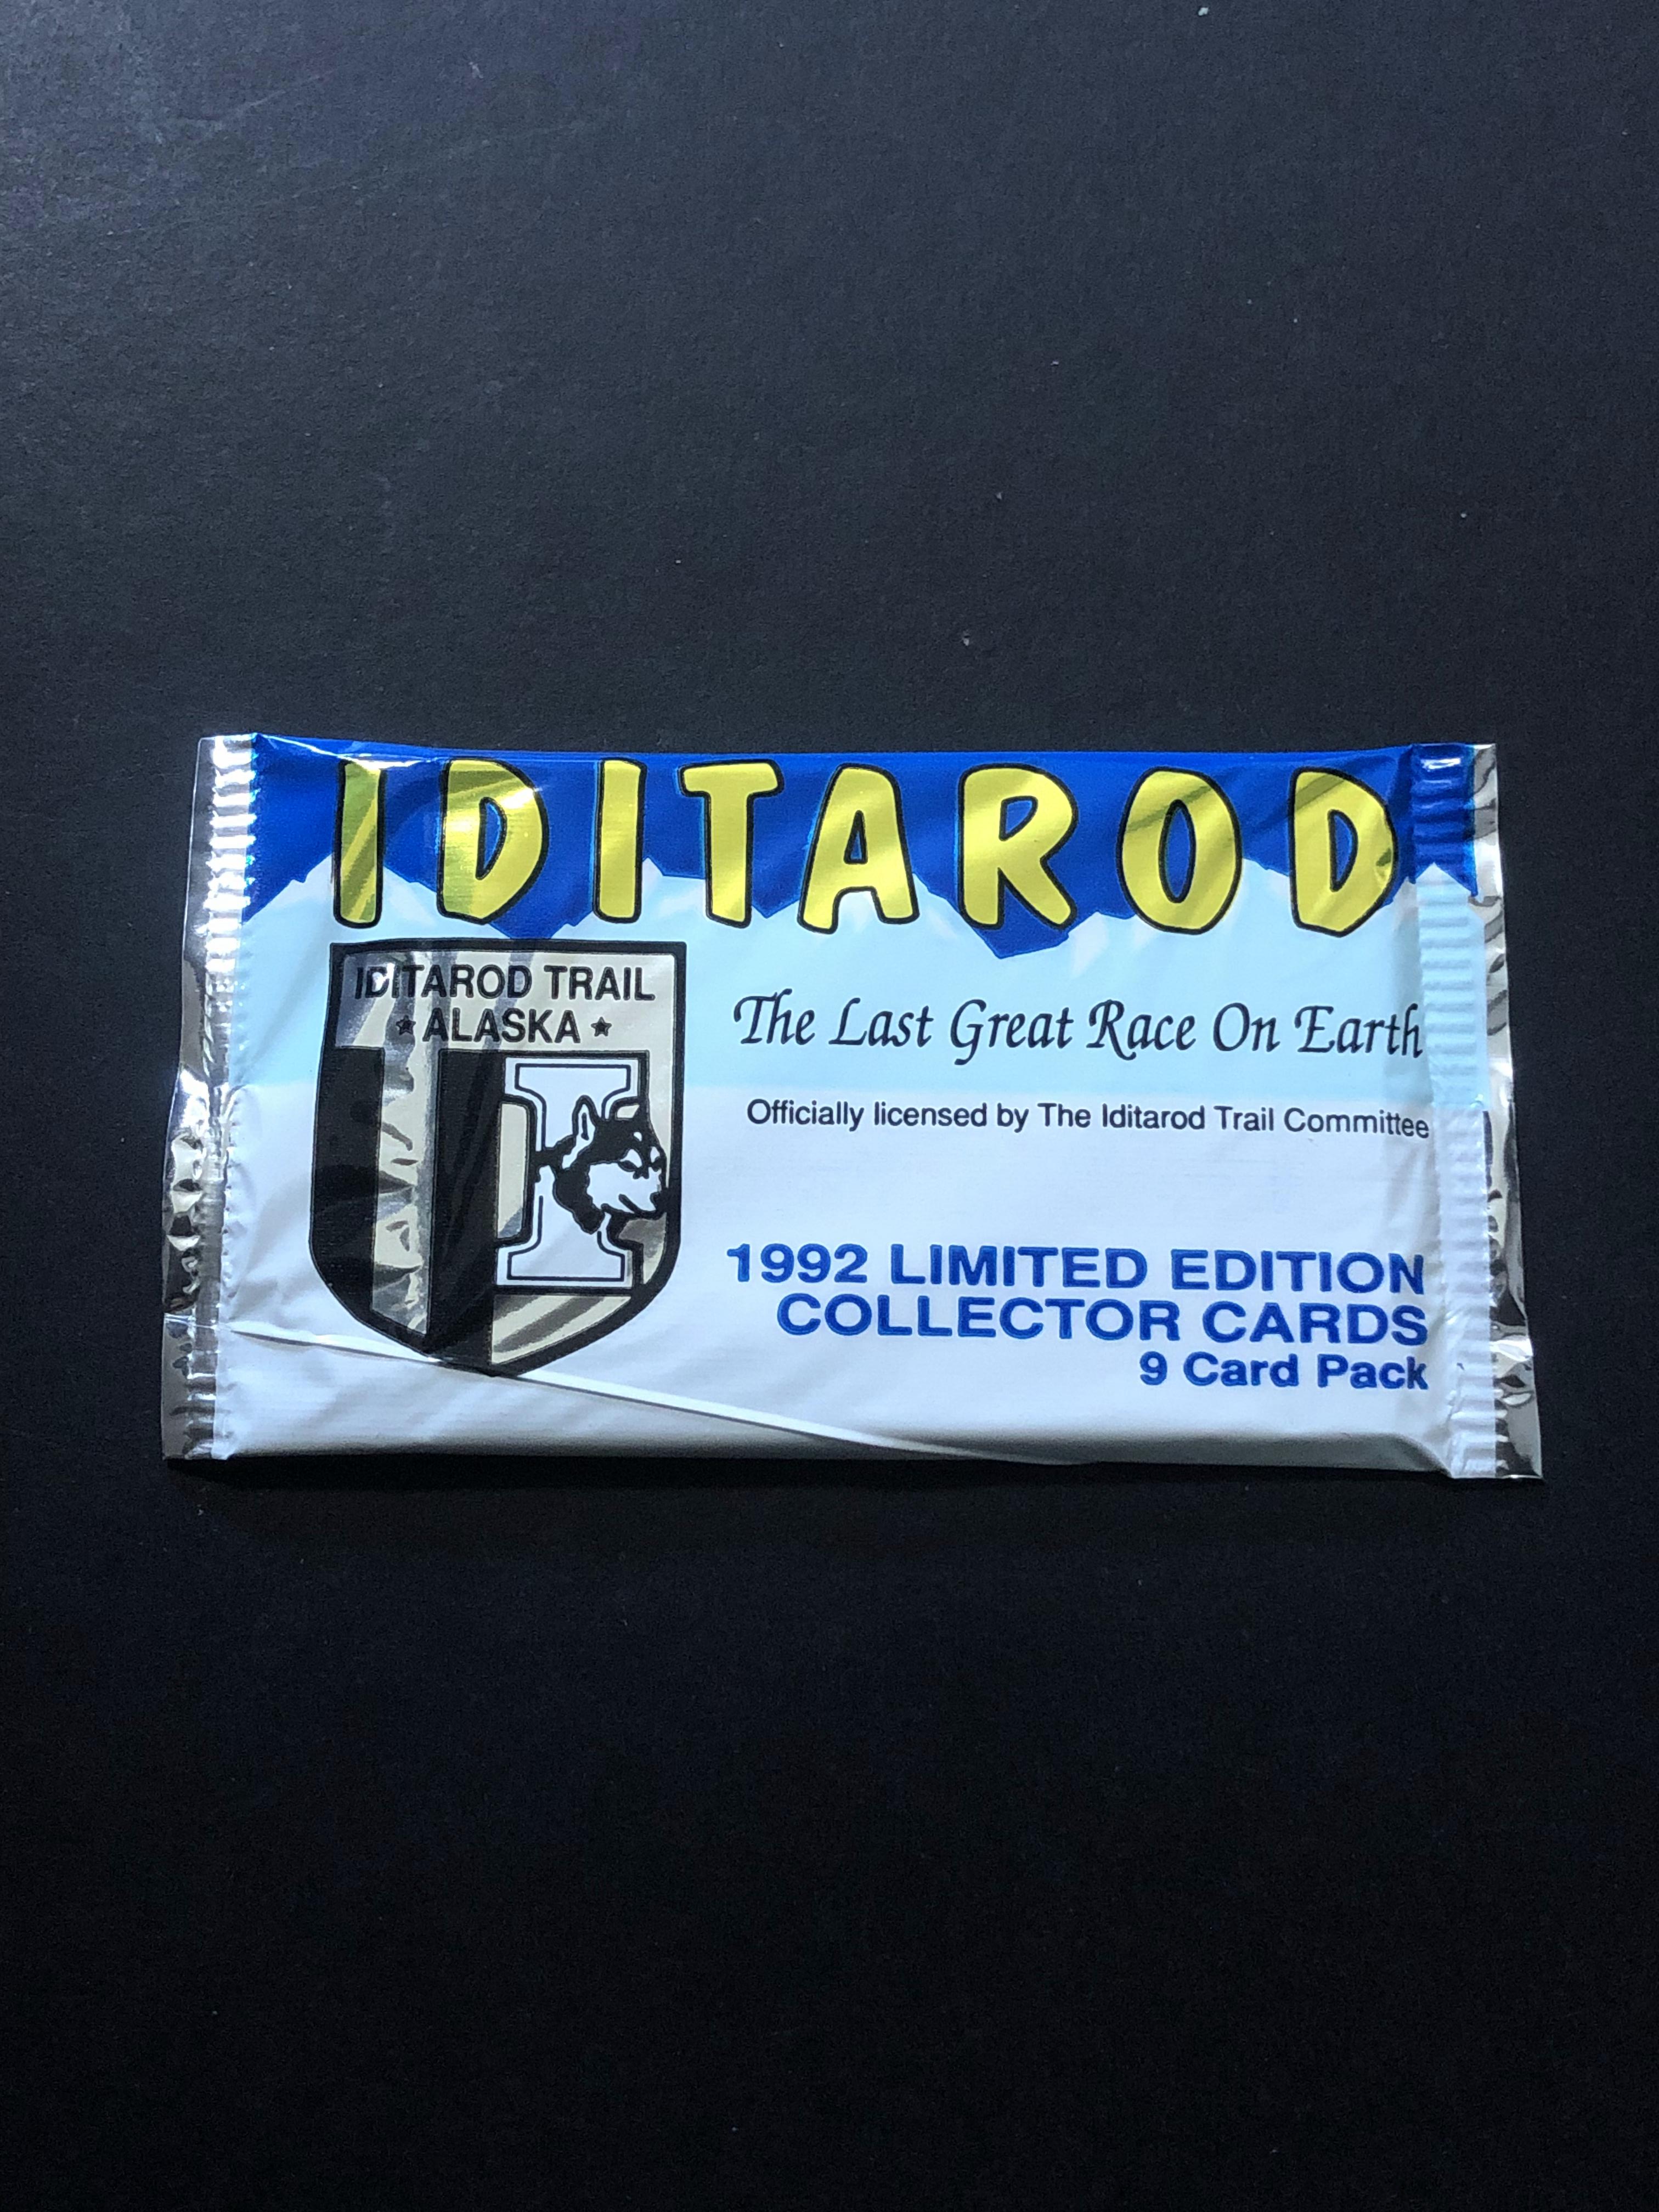 IDITAROD
IDITAROD TRAIL
★ ALASKA ★
I
The Last Great Race On Earth
Officially licensed by The Iditarod Trail Committee
1992 LIMITED EDITION
COLLECTOR CARDS
9 Card Pack